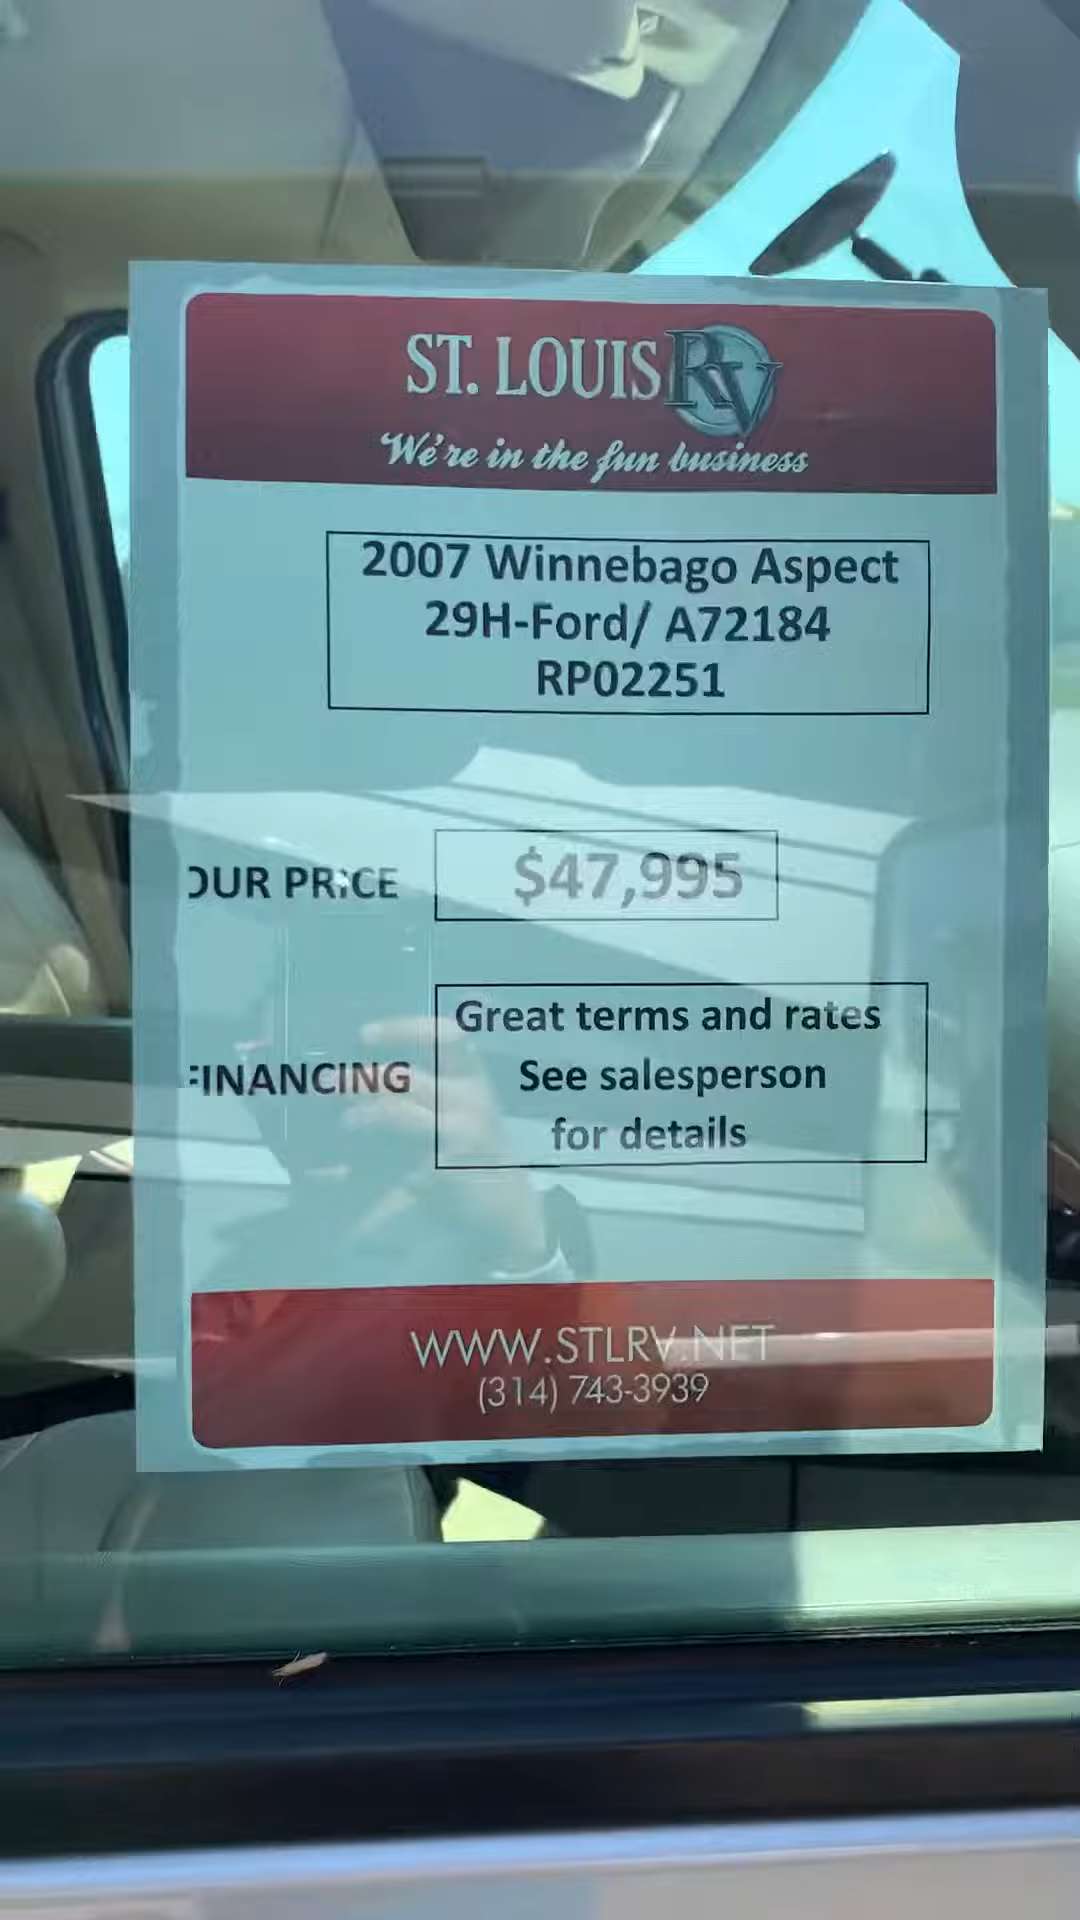 ST. LOUIS RV
We're in the fun business
2007 Winnebago Aspect
29H-Ford/ A72184
RP02251
OUR PRICE $47,995
FINANCING
Great terms and rates
See salesperson
for details
WWW.STLRV.NET
(314) 743-3939